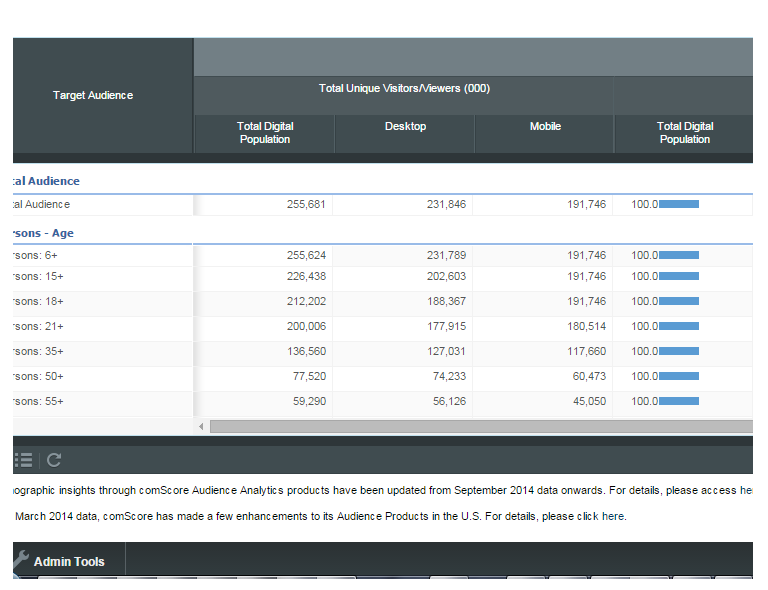 Target Audience
Total Unique Visitors/Viewers (000)
Total Digital Population Desktop Mobile Total Digital Population
tal Audience
tal Audience 255,681 231,846 191,746 100.0
rsons - Age
rsons: 6+ 255,624 231,789 191,746 100.0
rsons: 15+ 226,438 202,603 191,746 100.0
rsons: 18+ 212,202 188,367 191,746 100.0
rsons: 21+ 200,006 177,915 180,514 100.0
rsons: 35+ 136,560 127,031 117,660 100.0
rsons: 50+ 77,520 74,233 60,473 100.0
rsons: 55+ 59,290 56,126 45,050 100.0
ographic insights through comScore Audience Analytics products have been updated from September 2014 data onwards. For details, please access he
March 2014 data, comScore has made a few enhancements to its Audience Products in the U.S. For details, please click here.
Admin Tools